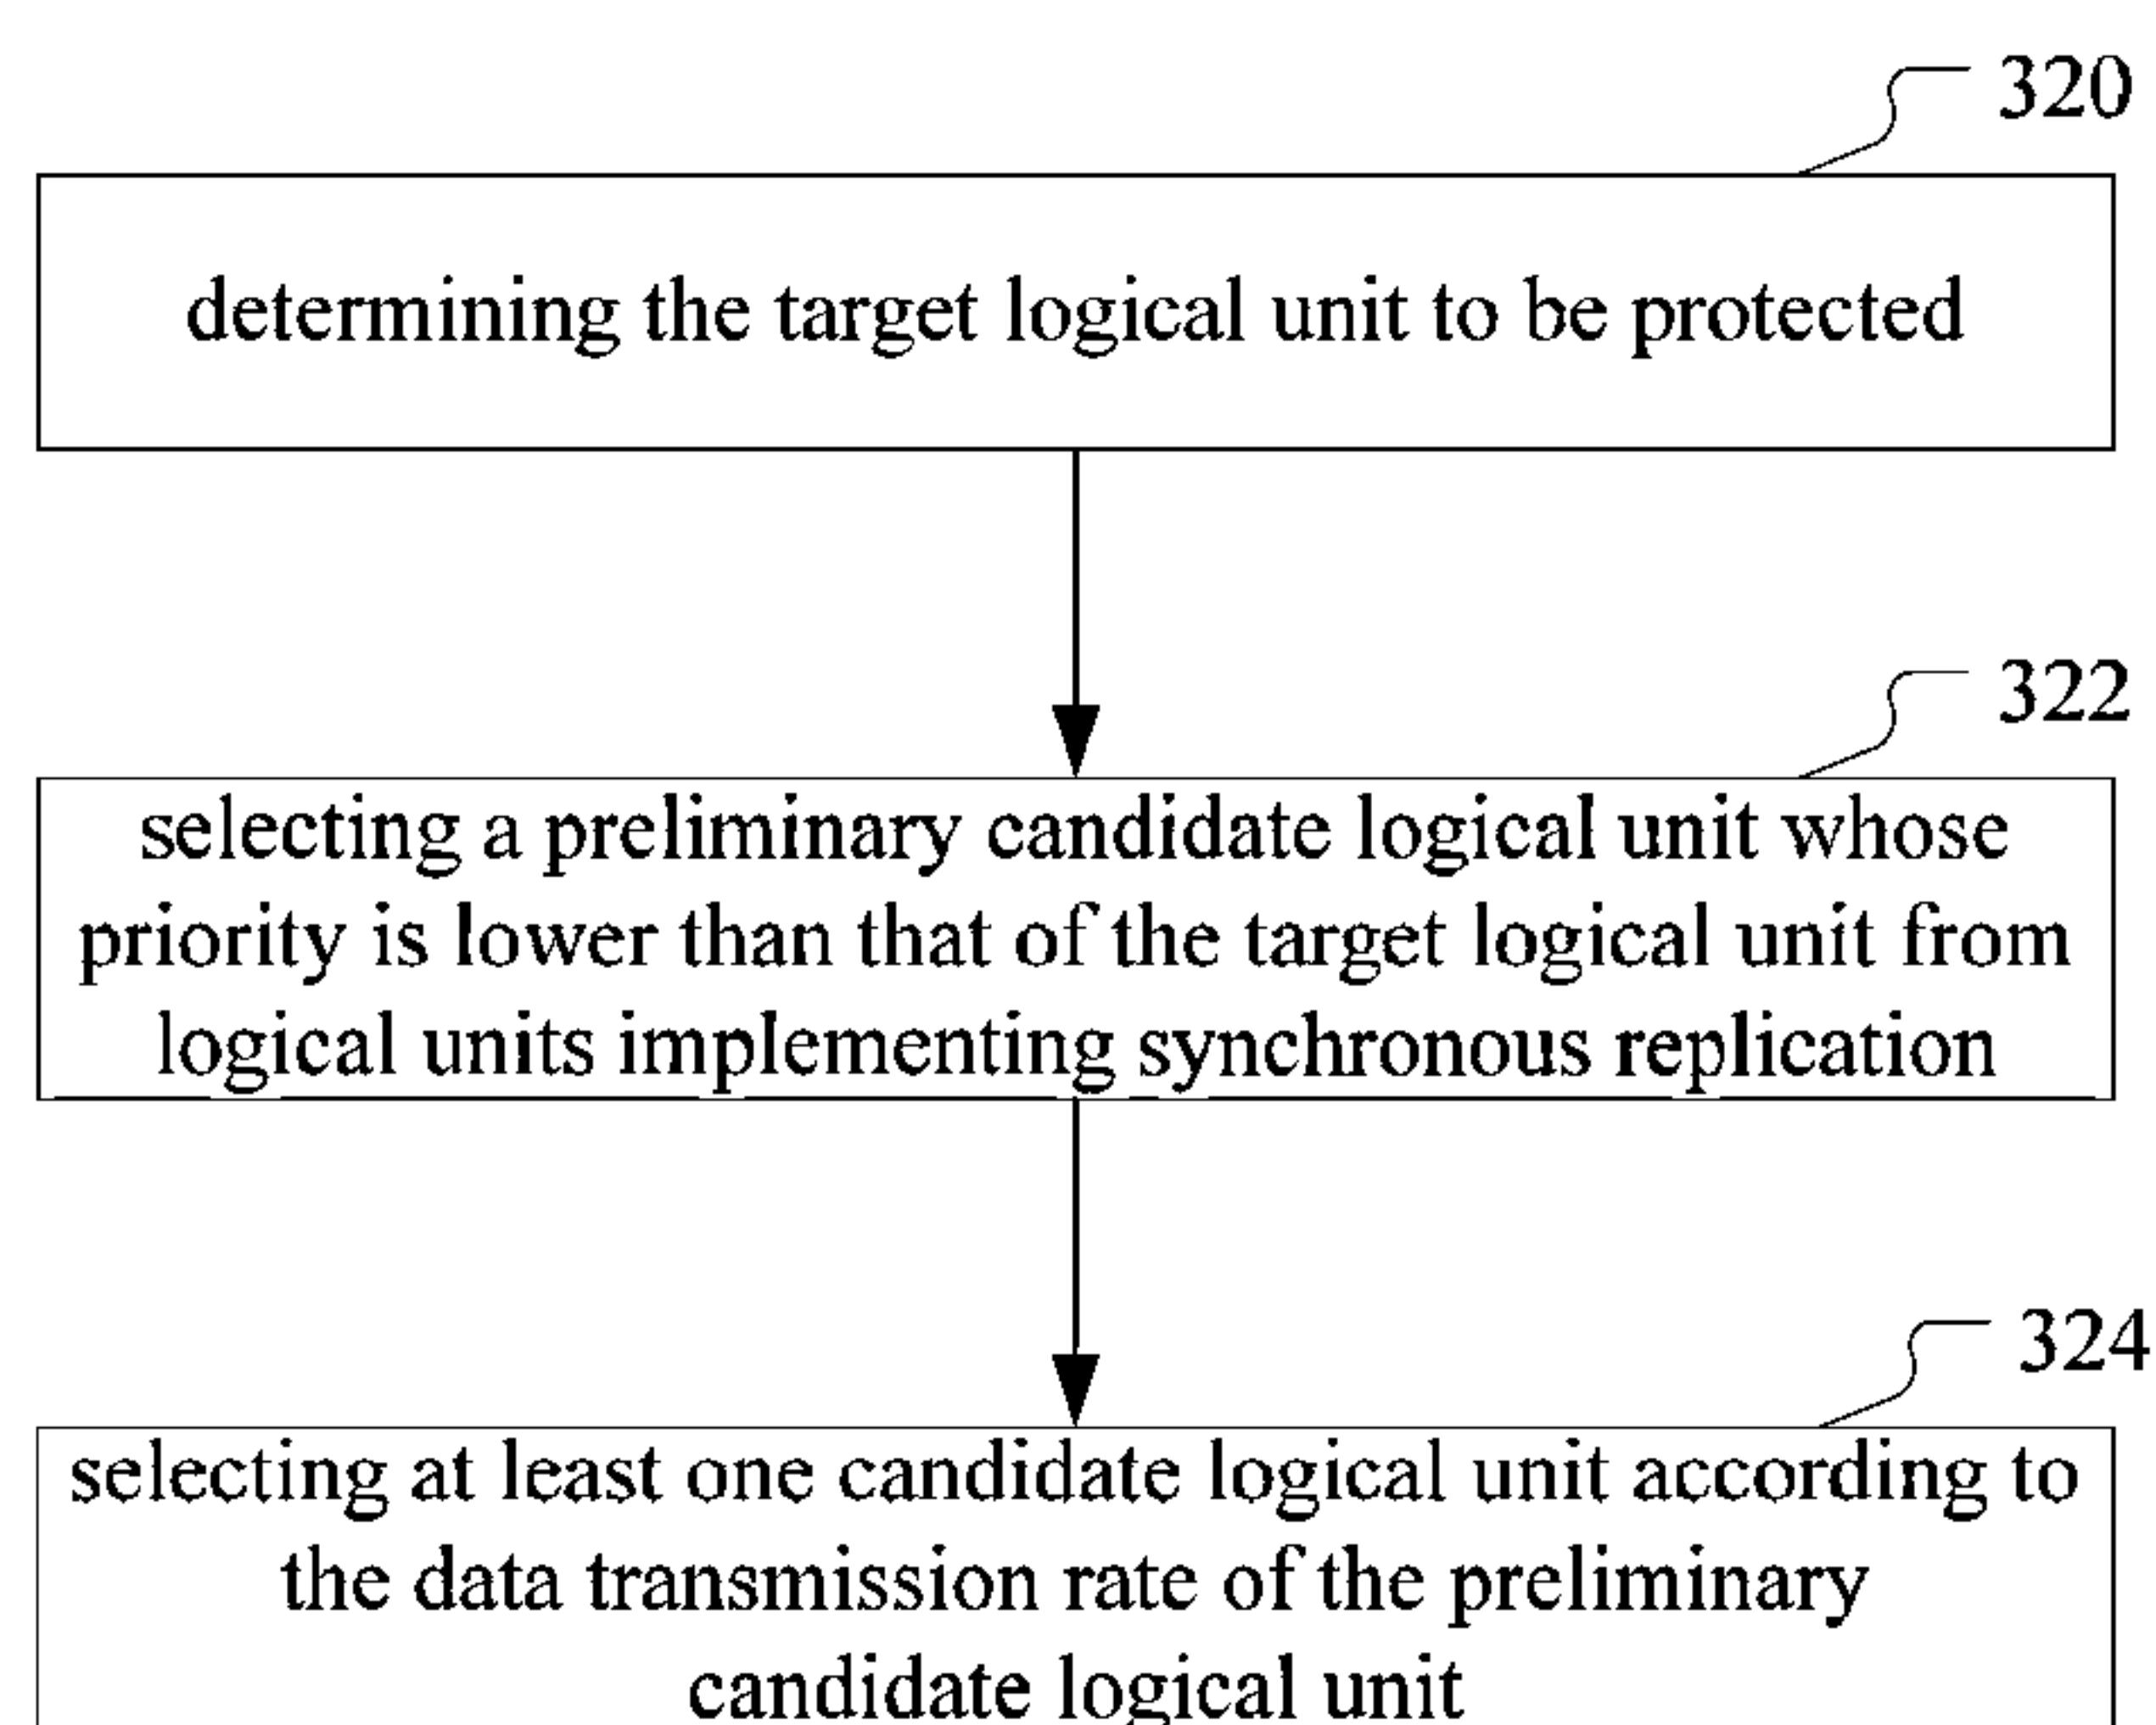 320
determining the target logical unit to be protected
322
selecting a preliminary candidate logical unit whose
priority is lower than that of the target logical unit from
logical units implementing synchronous replication
324
selecting at least one candidate logical unit according to
the data transmission rate of the preliminary
candidate logical unit